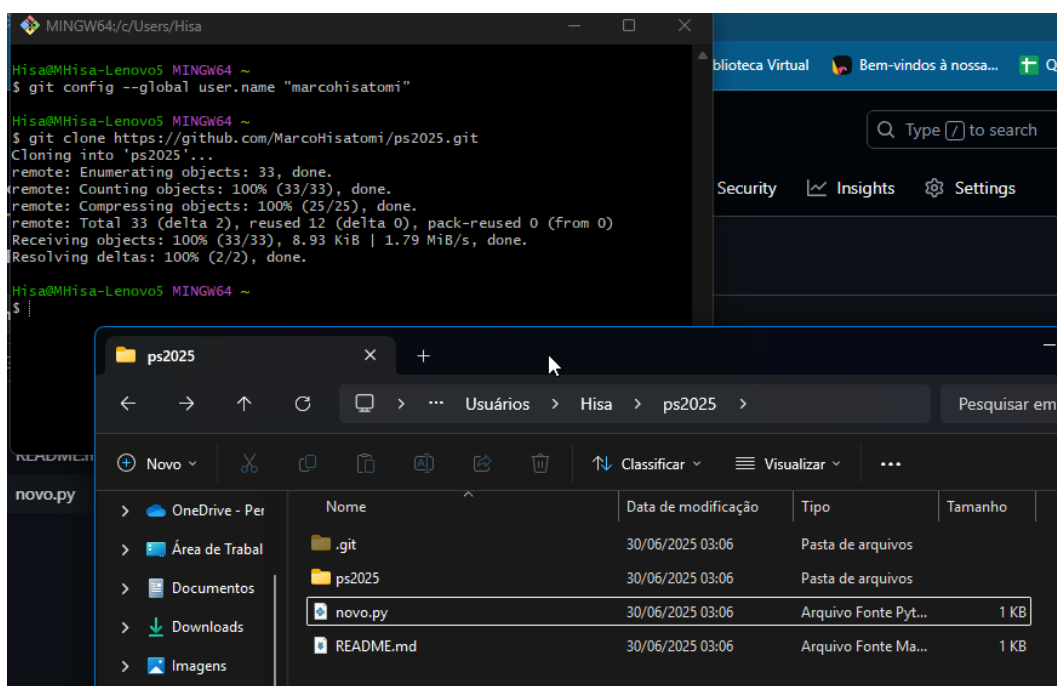 MINGW64:/c/Users/Hisa
Hisa@MHisa-Lenovo5 MINGW64 ~
$ git config --global user.name "marcohisatomi"
Hisa@MHisa-Lenovo5 MINGW64 ~
$ git clone https://github.com/MarcoHisatomi/ps2025.git
Cloning into 'ps2025'...
remote: Enumerating objects: 33, done.
remote: Counting objects: 100% (33/33), done.
remote: Compressing objects: 100% (25/25), done.
remote: Total 33 (delta 2), reused 12 (delta 0), pack-reused 0 (from 0)
Receiving objects: 100% (33/33), 8.93 KiB | 1.79 MiB/s, done.
Resolving deltas: 100% (2/2), done.
Hisa@MHisa-Lenovo5 MINGW64 ~
$
blioteca Virtual Bem-vindos à nossa... Q
Type / to search
Security Insights Settings
novo.py
ps2025
··· Usuários > Hisa > ps2025 > Pesquisar em
Novo Classificar Visualizar ···
OneDrive - Per
Área de Trabal
Documentos
Downloads
Imagens
Nome Data de modificação Tipo Tamanho
.git 30/06/2025 03:06 Pasta de arquivos
ps2025 30/06/2025 03:06 Pasta de arquivos
novo.py 30/06/2025 03:06 Arquivo Fonte Pyt... 1 KB
README.md 30/06/2025 03:06 Arquivo Fonte Ma... 1 KB